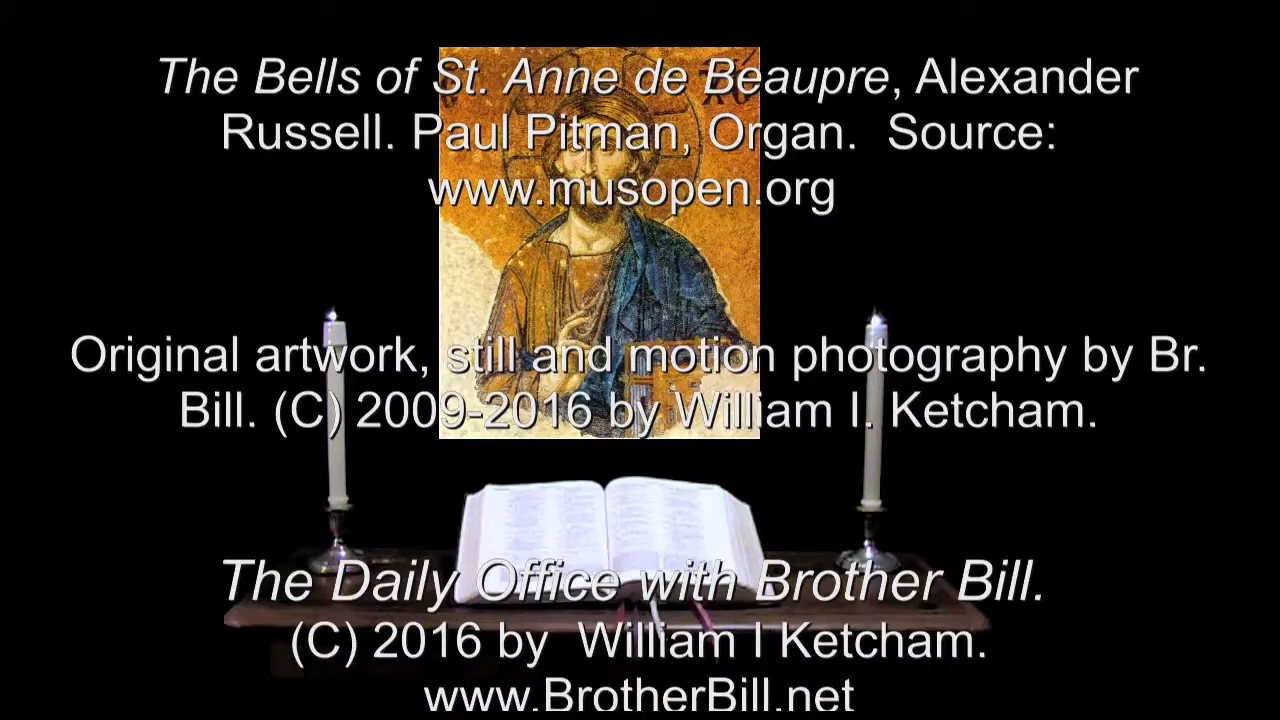 The Bells of St. Anne de Beaupre, Alexander
Russell. Paul Pitman, Organ.  Source:
www.musopen.org
Original artwork, still and motion photography by Br.
Bill. (C) 2009-2016 by William I. Ketcham.
The Daily Office with Brother Bill.
(C) 2016 by  William I Ketcham.
www.BrotherBill.net